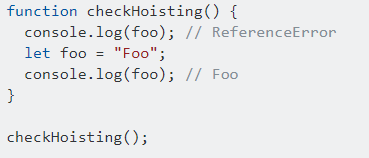 function checkHoisting() {
  console.log(foo); // ReferenceError
  let foo = "Foo";
  console.log(foo); // Foo
}

checkHoisting();